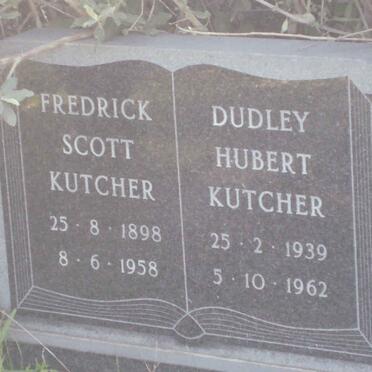 FREDRICK
SCOTT
KUTCHER
25 · 8 · 1898
8 · 6 · 1958
DUDLEY
HUBERT
KUTCHER
25 · 2 · 1939
5 · 10 · 1962